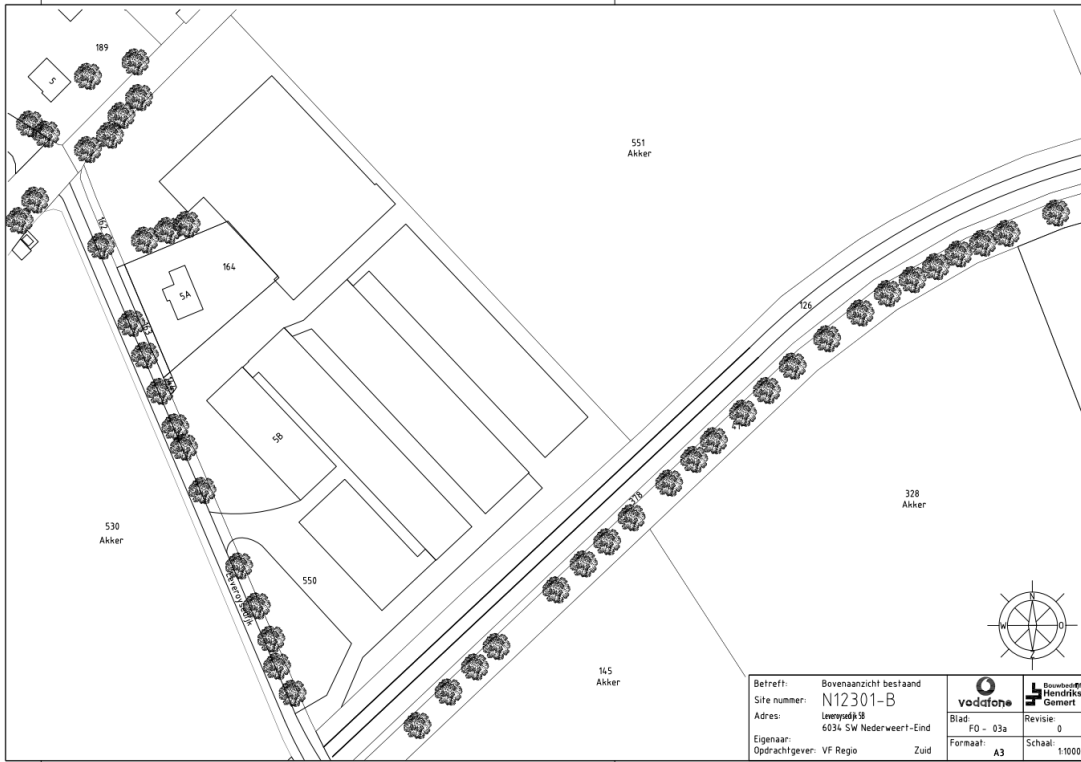 189
5
551
Akker
162
164
5A
126
163
41
5B
378
328
Akker
530
Akker
550
Leveroysedijk
N
W
O
Z
145
Akker
Betreft: Bovenaanzicht bestaand
Site nummer: N12301-B
Adres: Leveroysedijk 5B
6034 SW Nederweert-Eind
Eigenaar:
Opdrachtgever: VF Regio Zuid
vodafone
Bouwbedrijf
Hendriks
Gemert
Blad: FO - 03a
Revisie: 0
Formaat: A3
Schaal: 1:1000